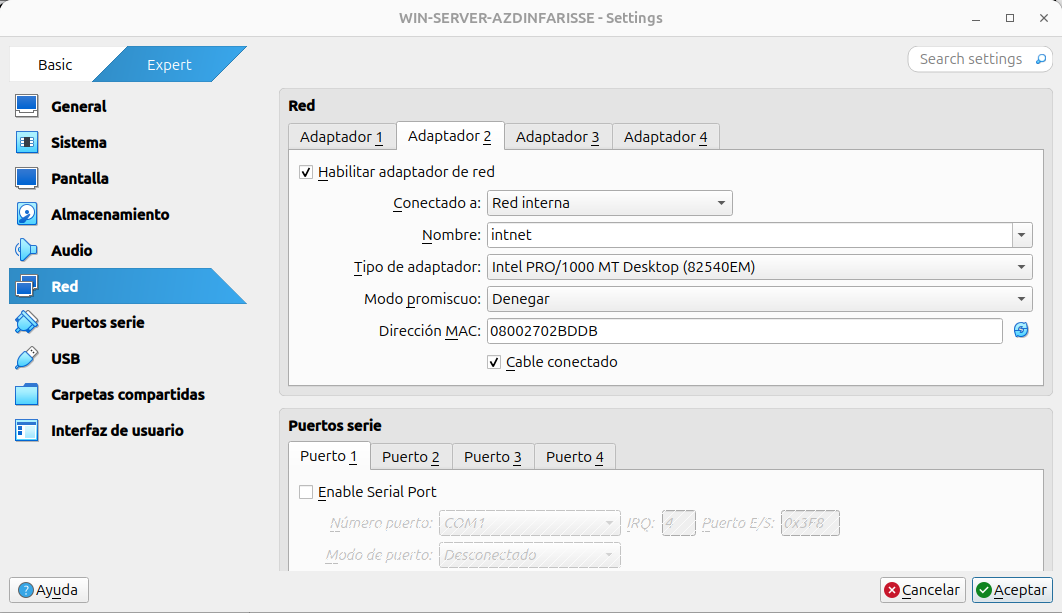 WIN-SERVER-AZDINFARISSE - Settings
Basic
Expert
Search settings
General
Sistema
Pantalla
Almacenamiento
Audio
Red
Puertos serie
USB
Carpetas compartidas
Interfaz de usuario
Red
Adaptador 1 Adaptador 2 Adaptador 3 Adaptador 4
Habilitar adaptador de red
Conectado a: Red interna
Nombre: intnet
Tipo de adaptador: Intel PRO/1000 MT Desktop (82540EM)
Modo promiscuo: Denegar
Dirección MAC: 08002702BDDB
Cable conectado
Puertos serie
Puerto 1 Puerto 2 Puerto 3 Puerto 4
Enable Serial Port
Número puerto: COM1 IRQ: 4 Puerto E/S: 0x3F8
Modo de puerto: Desconectado
Ayuda
Cancelar
Aceptar